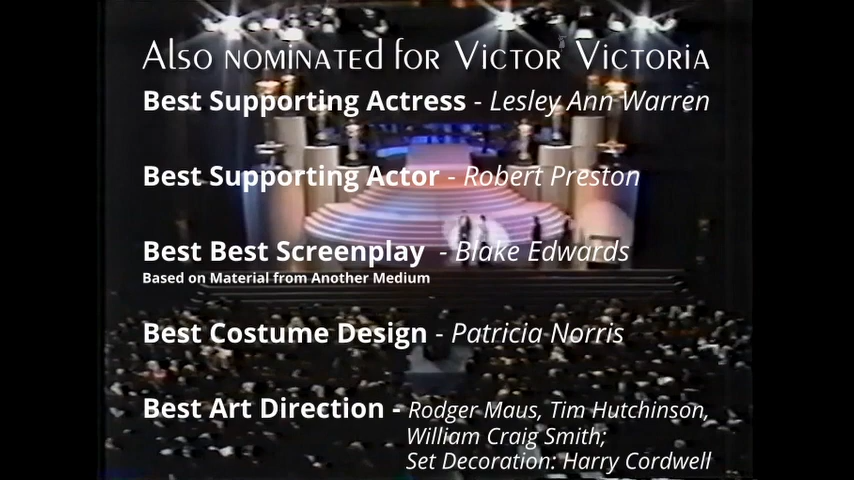 Also nominated for Victor Victoria
Best Supporting Actress - Lesley Ann Warren
Best Supporting Actor - Robert Preston
Best Best Screenplay - Blake Edwards
Based on Material from Another Medium
Best Costume Design - Patricia Norris
Best Art Direction - Rodger Maus, Tim Hutchinson,
William Craig Smith;
Set Decoration: Harry Cordwell